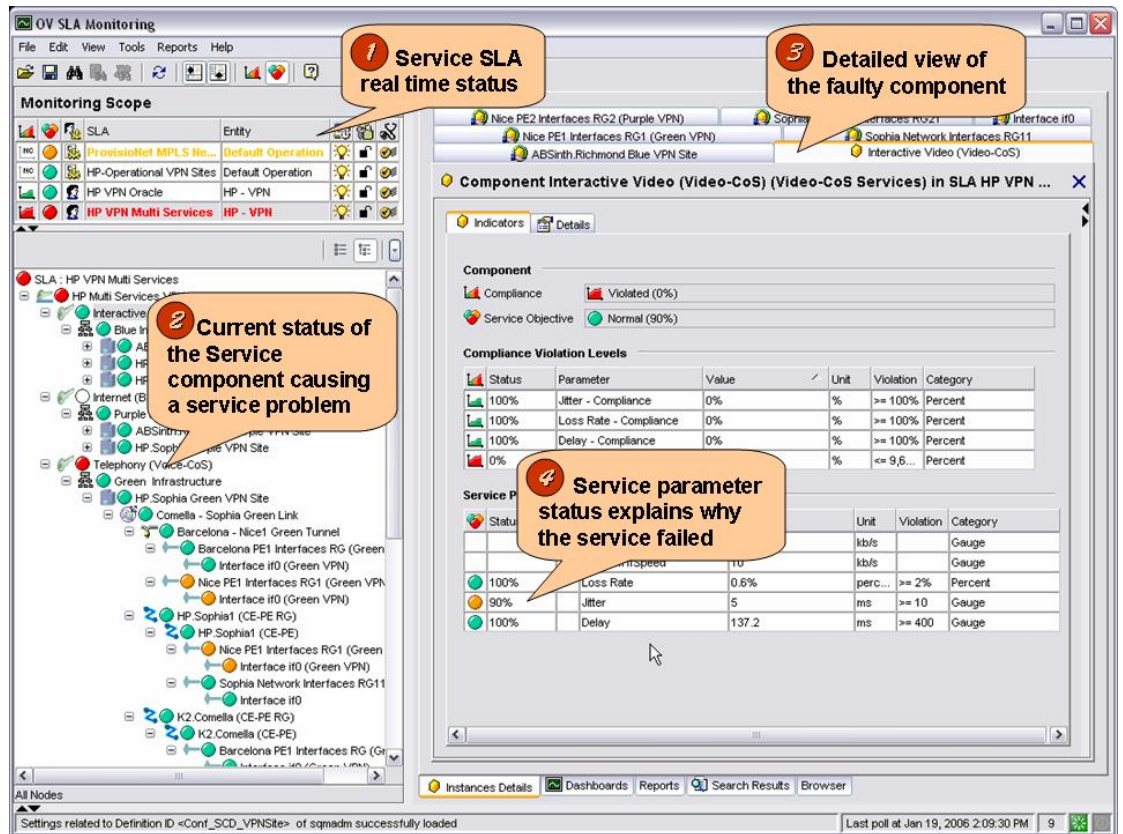 OV SLA Monitoring
File Edit View Tools Reports Help
1 Service SLA
real time status
3 Detailed view of
the faulty component
Monitoring Scope
SLA Entity
NC ProvisioNet MPLS Ne... Default Operation
NC HP-Operational VPN Sites Default Operation
HP VPN Oracle HP - VPN
HP VPN Multi Services HP - VPN
SLA : HP VPN Multi Services
HP Multi Services
Interactive
Blue
Internet (B
Purple
ABSinth.R VPN Site
HP.Soph VPN Site
Telephony (Voice-CoS)
Green Infrastructure
HP.Sophia Green VPN Site
Comella - Sophia Green Link
Barcelona - Nice1 Green Tunnel
Barcelona PE1 Interfaces RG (Green
Interface if0 (Green VPN)
Nice PE1 Interfaces RG1 (Green VPN
Interface if0 (Green VPN)
HP.Sophia1 (CE-PE RG)
HP.Sophia1 (CE-PE)
Nice PE1 Interfaces RG1 (Green
Interface if0 (Green VPN)
Sophia Network Interfaces RG11
Interface if0
K2.Comella (CE-PE RG)
K2.Comella (CE-PE)
Barcelona PE1 Interfaces RG (Gr
All Nodes
2 Current status of
the Service
component causing
a service problem
Nice PE2 Interfaces RG2 (Purple VPN) Interfaces RG21 Interface if0
Nice PE1 Interfaces RG1 (Green VPN) Sophia Network Interfaces RG11
ABSinth.Richmond Blue VPN Site Interactive Video (Video-CoS)
Component Interactive Video (Video-CoS) (Video-CoS Services) in SLA HP VPN ...
Indicators Details
Component
Compliance Violated (0%)
Service Objective Normal (90%)
Compliance Violation Levels
Status Parameter Value Unit Violation Category
100% Jitter - Compliance 0% % >= 100% Percent
100% Loss Rate - Compliance 0% % >= 100% Percent
100% Delay - Compliance 0% % >= 100% Percent
0% % <= 9,6... Percent
4 Service parameter
status explains why
the service failed
Service P
Statu Unit Violation Category
kb/s Gauge
10 kb/s Gauge
100% Loss Rate 0.6% perc... >= 2% Percent
90% Jitter 5 ms >= 10 Gauge
100% Delay 137.2 ms >= 400 Gauge
Instances Details Dashboards Reports Search Results Browser
Settings related to Definition ID <Conf_SCD_VPNSite> of sqmadm successfully loaded Last poll at Jan 19, 2006 2:09:30 PM 9